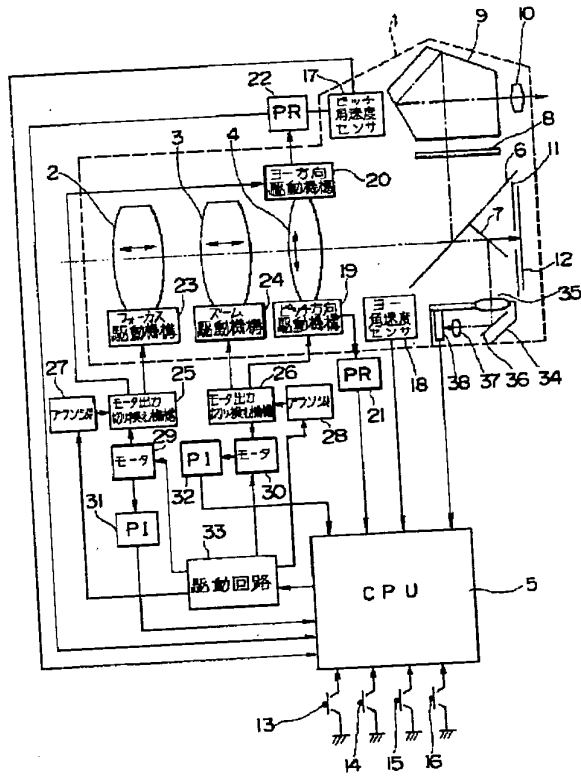 1
9
10
22
17
PR
ピッチ
角速度
センサ
8
2
3
4
ヨー方向
駆動機構
20
6
11
7
23
24
19
12
フォーカス
駆動機構
ズーム
駆動機構
ピッチ方向
駆動機構
ヨー
角速度
センサ
35
27
25
26
PR
21
18
38
37
36
34
モータ出力
切り換え機構
モータ出力
切り換え機構
28
29
モータ
32
PI
モータ
30
31
PI
33
駆動回路
CPU
5
13
14
15
16